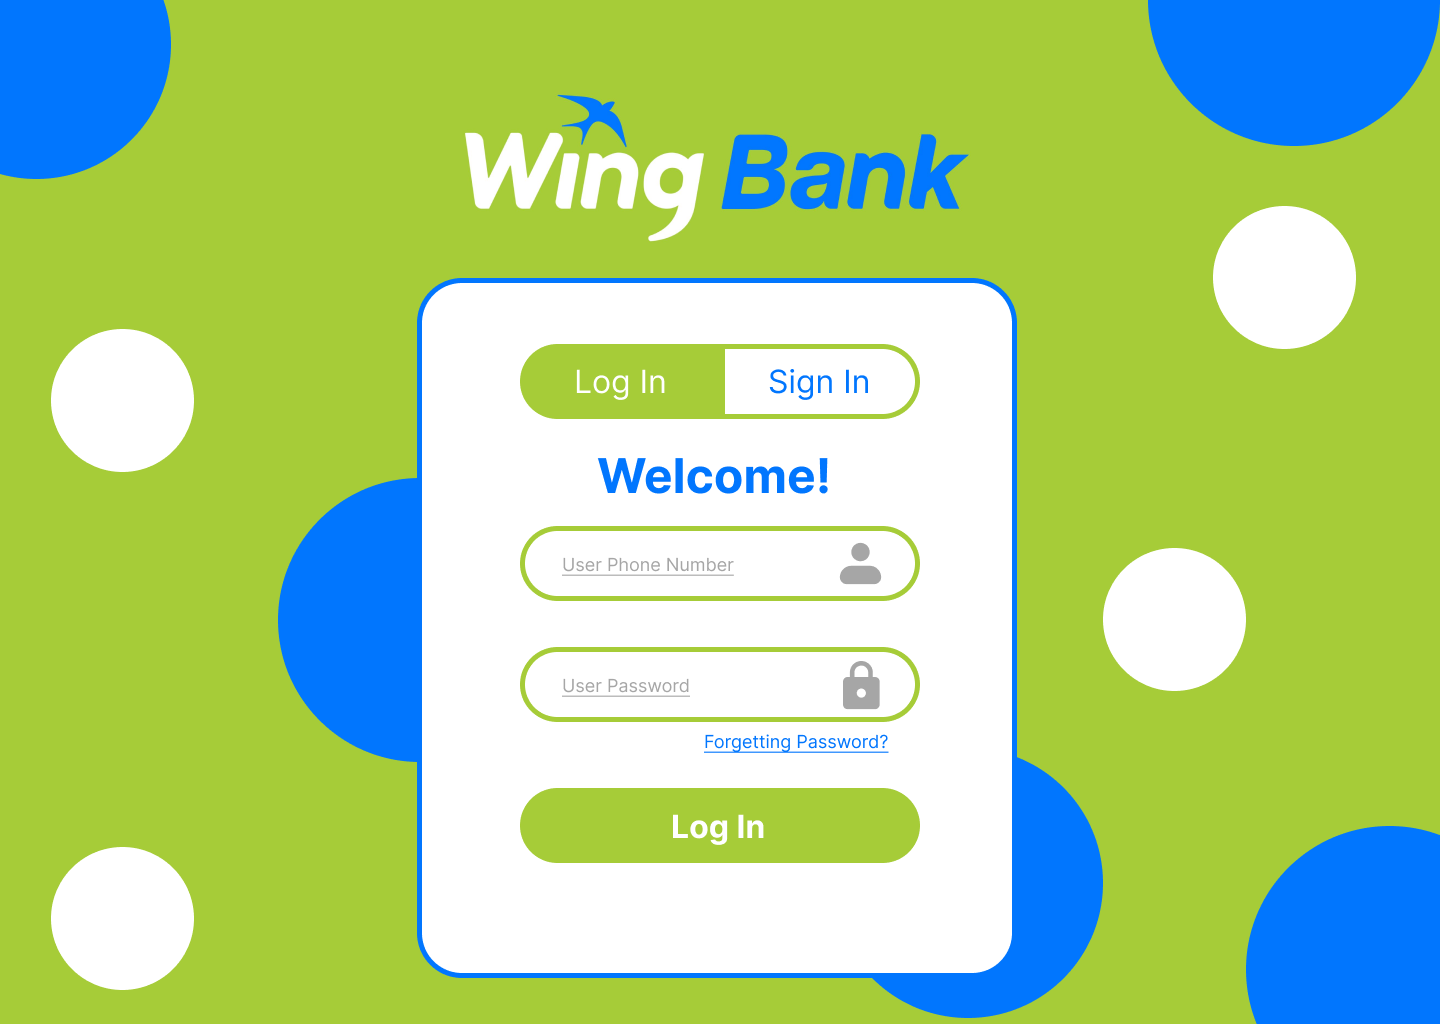 Wing Bank
Log In
Sign In
Welcome!
User Phone Number
User Password
Forgetting Password?
Log In